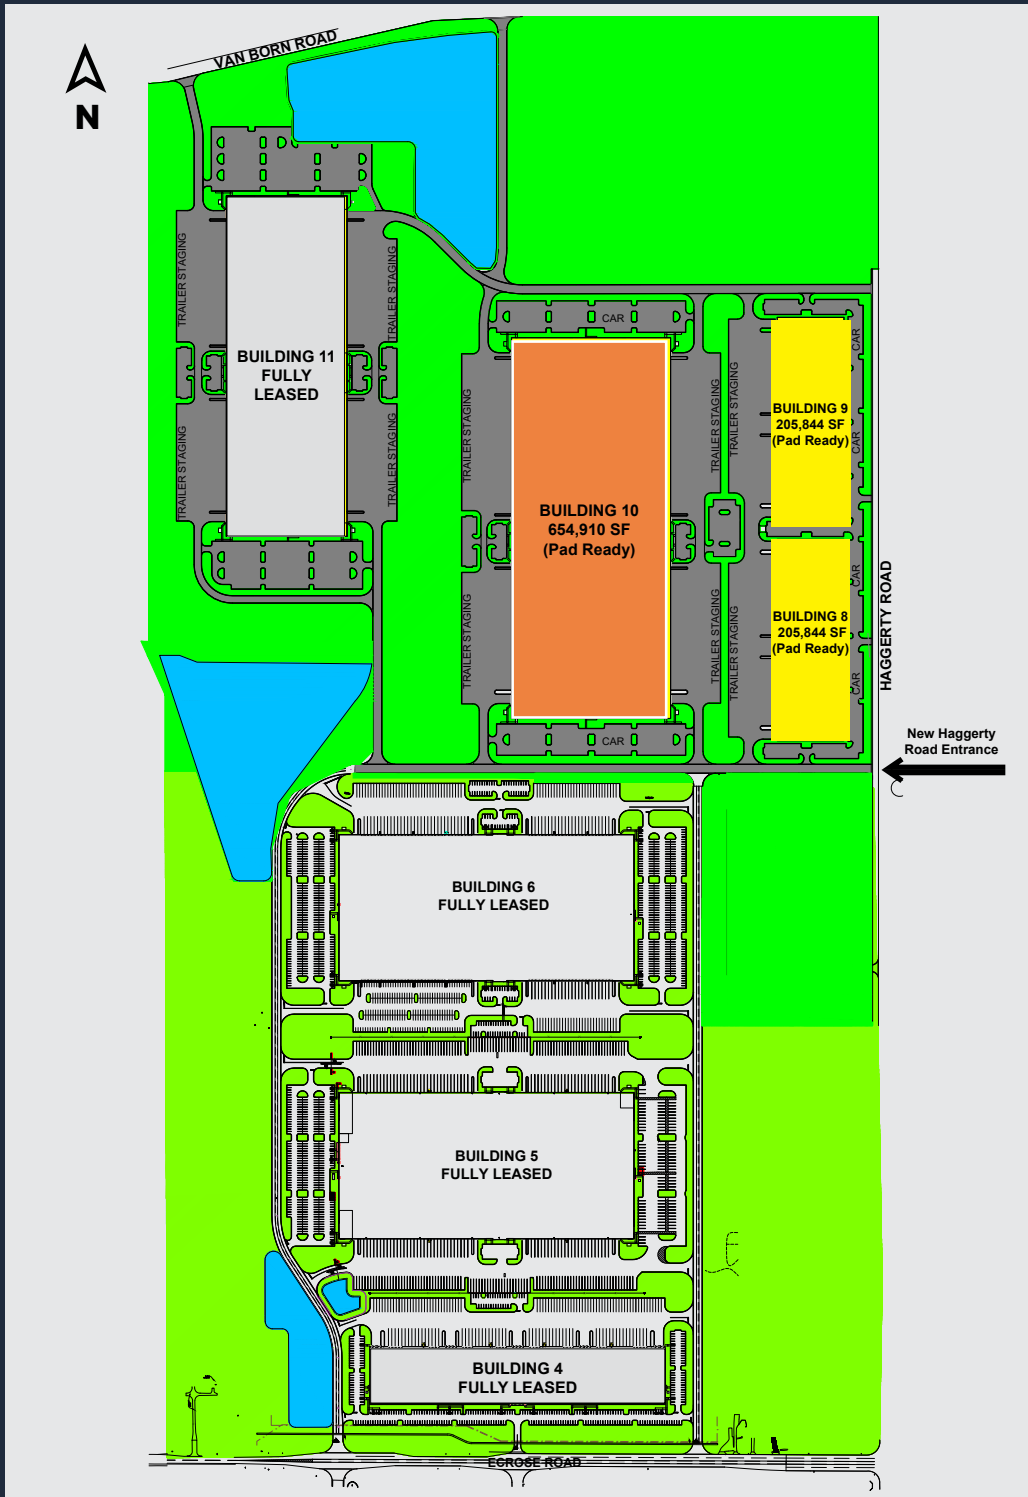 VAN BORN ROAD
N
TRAILER STAGING
TRAILER STAGING
BUILDING 11
FULLY
LEASED
TRAILER STAGING
TRAILER STAGING
CAR
TRAILER STAGING
TRAILER STAGING
TRAILER STAGING
CAR
BUILDING 9
205,844 SF
(Pad Ready)
CAR
BUILDING 10
654,910 SF
(Pad Ready)
CAR
TRAILER STAGING
TRAILER STAGING
TRAILER STAGING
BUILDING 8
205,844 SF
(Pad Ready)
CAR
HAGGERTY ROAD
CAR
New Haggerty
Road Entrance
BUILDING 6
FULLY LEASED
BUILDING 5
FULLY LEASED
BUILDING 4
FULLY LEASED
ECROSE ROAD